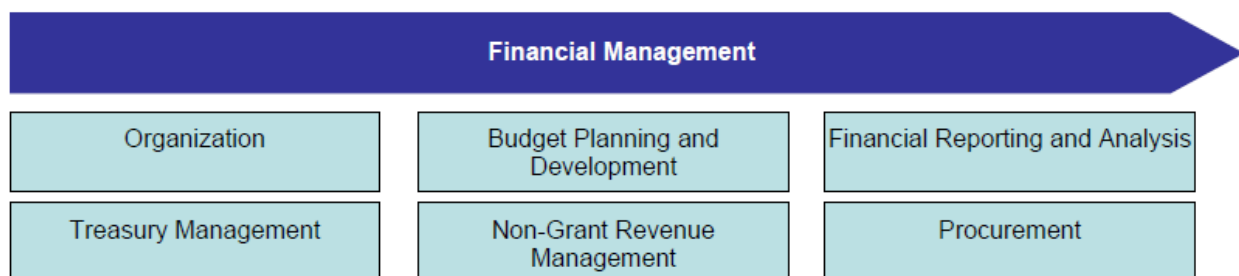 Financial Management
Organization
Budget Planning and
Development
Financial Reporting and Analysis
Treasury Management
Non-Grant Revenue
Management
Procurement